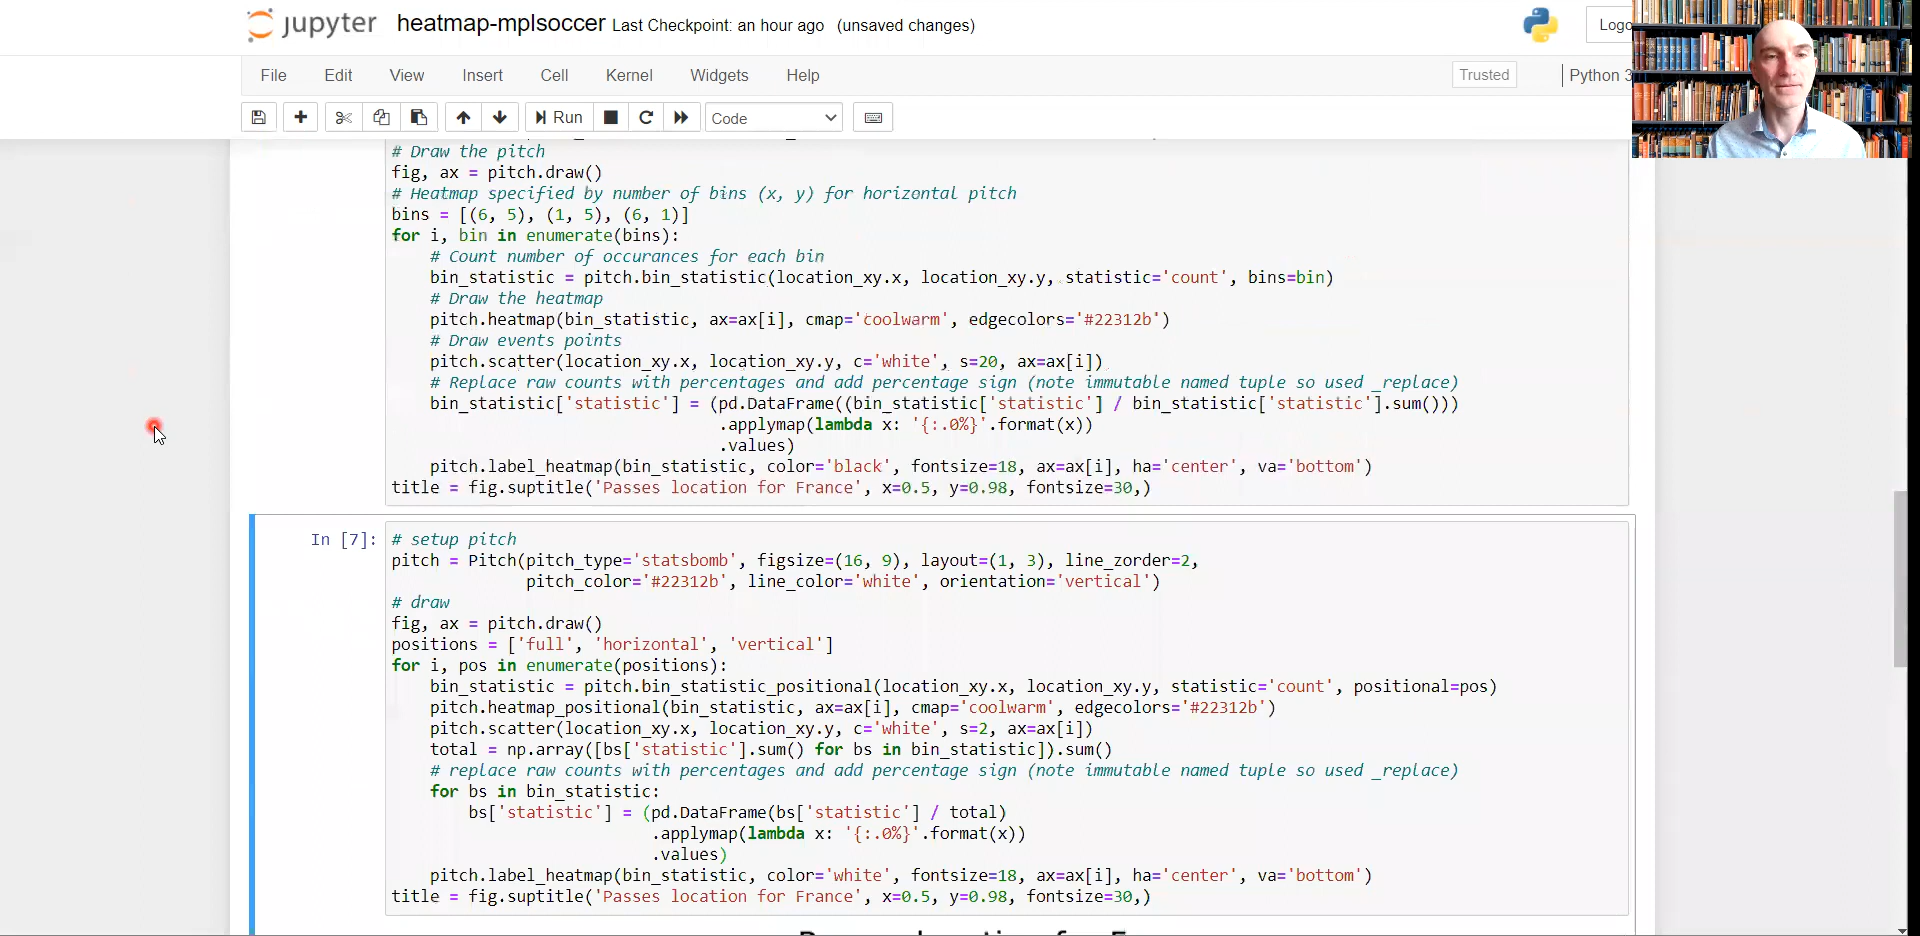 jupyter heatmap-mplsoccer Last Checkpoint: an hour ago (unsaved changes)
File Edit View Insert Cell Kernel Widgets Help Trusted Python 3
Run Code
# Draw the pitch
fig, ax = pitch.draw()
# Heatmap specified by number of bins (x, y) for horizontal pitch
bins = [(6, 5), (1, 5), (6, 1)]
for i, bin in enumerate(bins):
    # Count number of occurances for each bin
    bin_statistic = pitch.bin_statistic(location_xy.x, location_xy.y, statistic='count', bins=bin)
    # Draw the heatmap
    pitch.heatmap(bin_statistic, ax=ax[i], cmap='coolwarm', edgecolors='#22312b')
    # Draw events points
    pitch.scatter(location_xy.x, location_xy.y, c='white', s=20, ax=ax[i])
    # Replace raw counts with percentages and add percentage sign (note immutable named tuple so used _replace)
    bin_statistic['statistic'] = (pd.DataFrame((bin_statistic['statistic'] / bin_statistic['statistic'].sum()))
                                  .applymap(lambda x: '{:.0%}'.format(x))
                                  .values)
    pitch.label_heatmap(bin_statistic, color='black', fontsize=18, ax=ax[i], ha='center', va='bottom')
title = fig.suptitle('Passes location for France', x=0.5, y=0.98, fontsize=30,)
In [7]: # setup pitch
pitch = Pitch(pitch_type='statsbomb', figsize=(16, 9), layout=(1, 3), line_zorder=2,
              pitch_color='#22312b', line_color='white', orientation='vertical')
# draw
fig, ax = pitch.draw()
positions = ['full', 'horizontal', 'vertical']
for i, pos in enumerate(positions):
    bin_statistic = pitch.bin_statistic_positional(location_xy.x, location_xy.y, statistic='count', positional=pos)
    pitch.heatmap_positional(bin_statistic, ax=ax[i], cmap='coolwarm', edgecolors='#22312b')
    pitch.scatter(location_xy.x, location_xy.y, c='white', s=2, ax=ax[i])
    total = np.array([bs['statistic'].sum() for bs in bin_statistic]).sum()
    # replace raw counts with percentages and add percentage sign (note immutable named tuple so used _replace)
    for bs in bin_statistic:
        bs['statistic'] = (pd.DataFrame(bs['statistic'] / total)
                           .applymap(lambda x: '{:.0%}'.format(x))
                           .values)
    pitch.label_heatmap(bin_statistic, color='white', fontsize=18, ax=ax[i], ha='center', va='bottom')
title = fig.suptitle('Passes location for France', x=0.5, y=0.98, fontsize=30,)